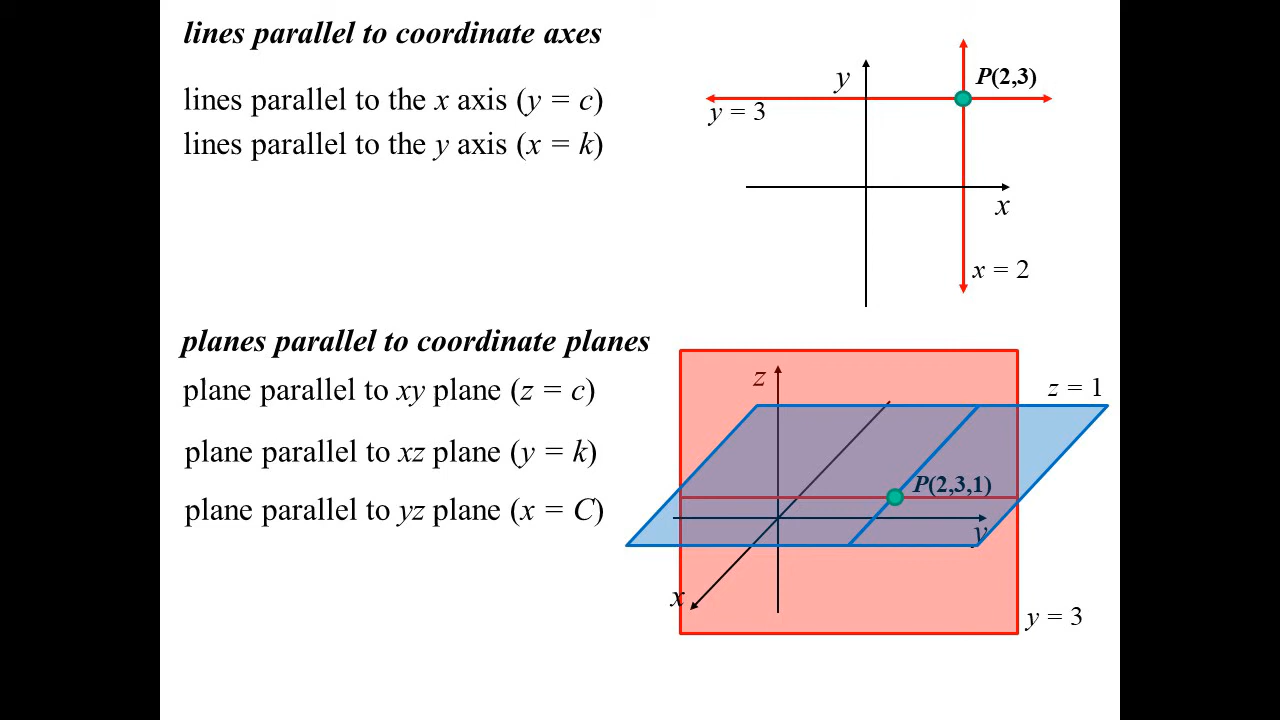 lines parallel to coordinate axes
lines parallel to the x axis (y = c)
lines parallel to the y axis (x = k)
y
P(2,3)
y = 3
x
x = 2
planes parallel to coordinate planes
plane parallel to xy plane (z = c)
plane parallel to xz plane (y = k)
plane parallel to yz plane (x = C)
z
z = 1
P(2,3,1)
y
x
y = 3